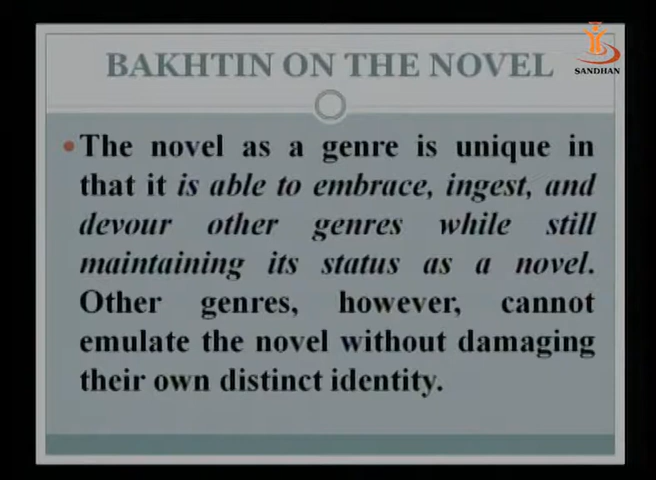 BAKHTIN ON THE NOVEL
SANDHAN
The novel as a genre is unique in
that it is able to embrace, ingest, and
devour other genres while still
maintaining its status as a novel.
Other genres, however, cannot
emulate the novel without damaging
their own distinct identity.